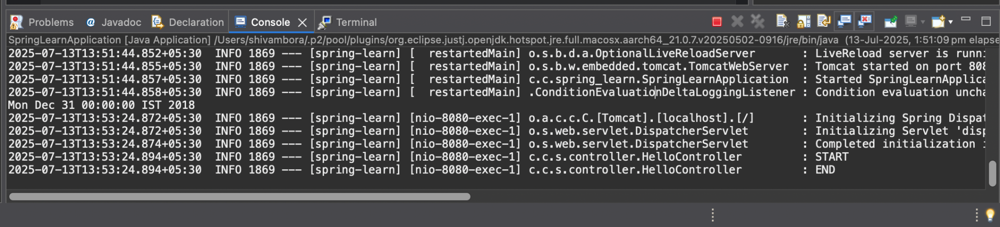 Problems @ Javadoc Declaration Console Terminal
SpringLearnApplication [Java Application] /Users/shivambora/.p2/pool/plugins/org.eclipse.justj.openjdk.hotspot.jre.full.macosx.aarch64_21.0.7.v20250502-0916/jre/bin/java (13-Jul-2025, 1:51:09 pm elapse
2025-07-13T13:51:44.852+05:30  INFO 1869 --- [spring-learn] [  restartedMain] o.s.b.d.a.OptionalLiveReloadServer       : LiveReload server is runni
2025-07-13T13:51:44.855+05:30  INFO 1869 --- [spring-learn] [  restartedMain] o.s.b.w.embedded.tomcat.TomcatWebServer  : Tomcat started on port 808
2025-07-13T13:51:44.857+05:30  INFO 1869 --- [spring-learn] [  restartedMain] c.c.spring_learn.SpringLearnApplication  : Started SpringLearnApplica
2025-07-13T13:51:44.858+05:30  INFO 1869 --- [spring-learn] [  restartedMain] .ConditionEvaluationDeltaLoggingListener : Condition evaluation uncha
Mon Dec 31 00:00:00 IST 2018
2025-07-13T13:53:24.872+05:30  INFO 1869 --- [spring-learn] [nio-8080-exec-1] o.a.c.c.C.[Tomcat].[localhost].[/]       : Initializing Spring Dispat
2025-07-13T13:53:24.872+05:30  INFO 1869 --- [spring-learn] [nio-8080-exec-1] o.s.web.servlet.DispatcherServlet        : Initializing Servlet 'disp
2025-07-13T13:53:24.874+05:30  INFO 1869 --- [spring-learn] [nio-8080-exec-1] o.s.web.servlet.DispatcherServlet        : Completed initialization i
2025-07-13T13:53:24.894+05:30  INFO 1869 --- [spring-learn] [nio-8080-exec-1] c.c.s.controller.HelloController         : START
2025-07-13T13:53:24.894+05:30  INFO 1869 --- [spring-learn] [nio-8080-exec-1] c.c.s.controller.HelloController         : END